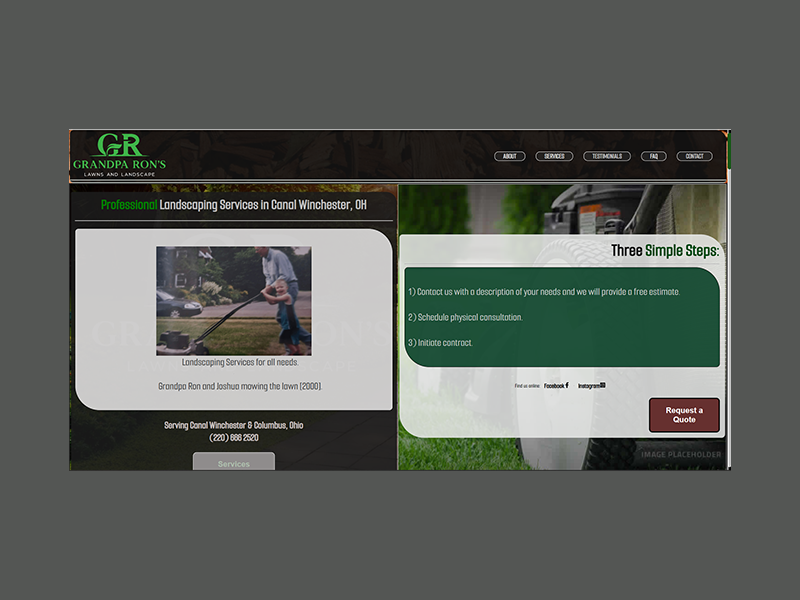 GR
GRANDPA RON'S
LAWNS AND LANDSCAPE
ABOUT
SERVICES
TESTIMONIALS
FAQ
CONTACT
Professional Landscaping Services in Canal Winchester, OH
Landscaping Services for all needs.
Grandpa Ron and Joshua mowing the lawn (2000).
Serving Canal Winchester & Columbus, Ohio
(220) 666 2520
Services
Three Simple Steps:
1) Contact us with a description of your needs and we will provide a free estimate.
2) Schedule physical consultation.
3) Initiate contract.
Find us online: Facebook Instagram
Request a
Quote
IMAGE PLACEHOLDER